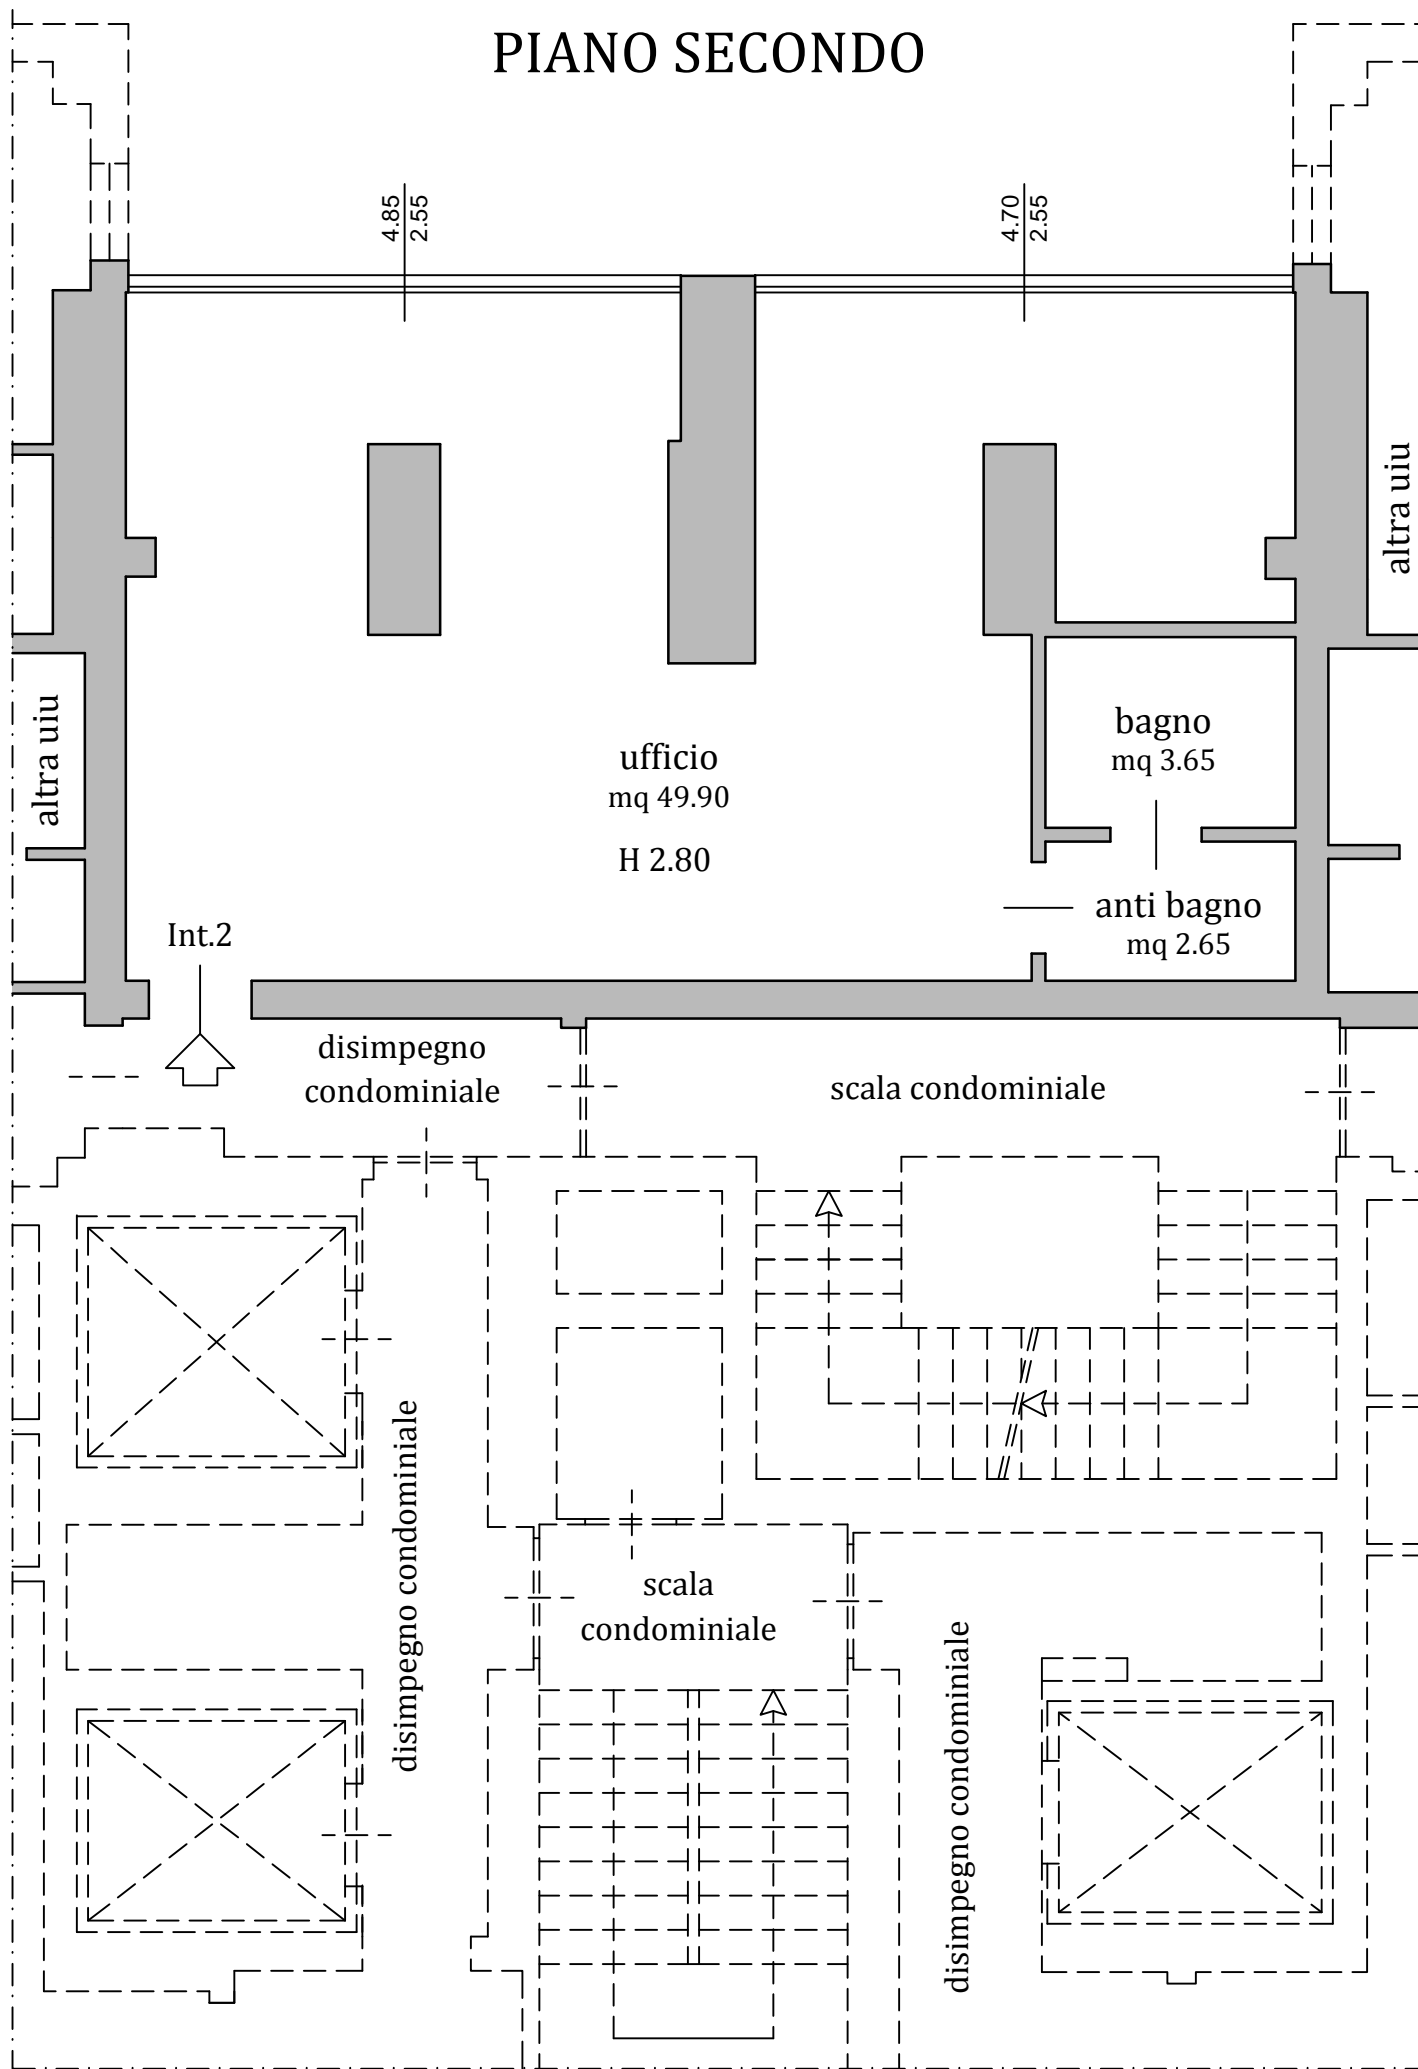 PIANO SECONDO
4.85
2.55
4.70
2.55
altra uiu
altra uiu
ufficio
mq 49.90
H 2.80
bagno
mq 3.65
anti bagno
mq 2.65
Int.2
disimpegno
condominiale
scala condominiale
disimpegno condominiale
scala
condominiale
disimpegno condominiale